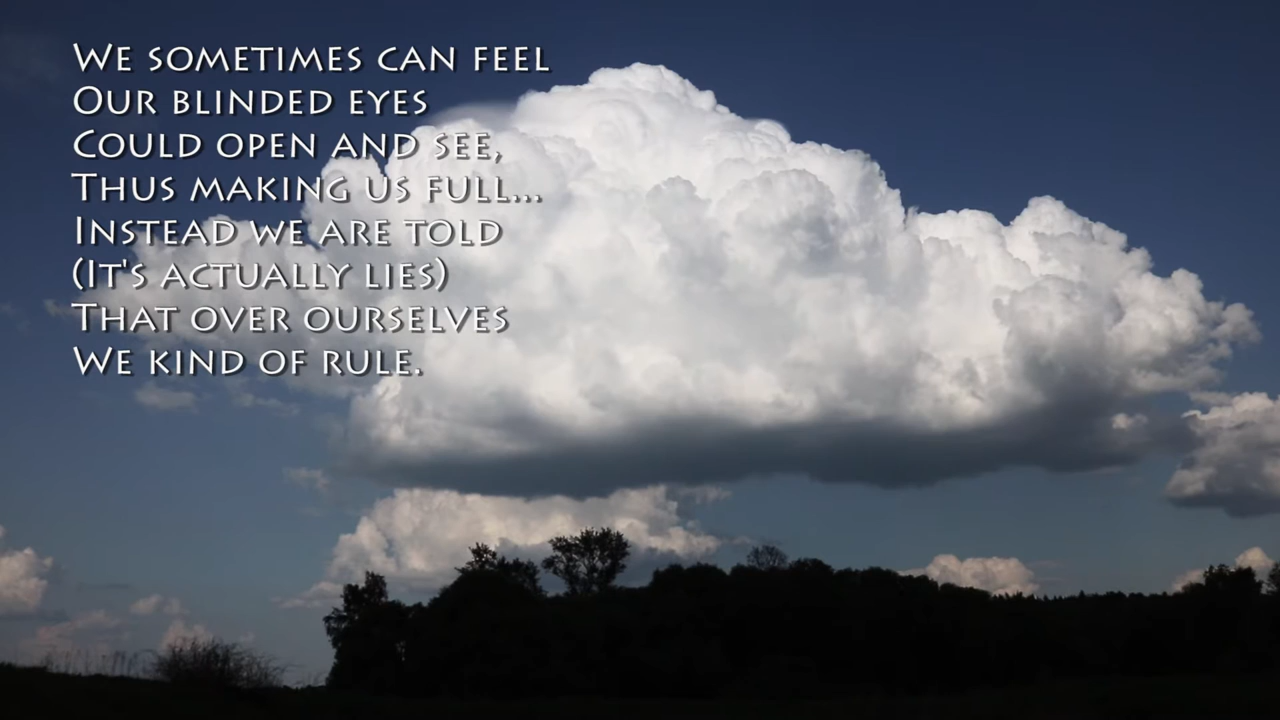 We sometimes can feel
Our blinded eyes
Could open and see,
Thus making us full...
Instead we are told
(It's actually lies)
That over ourselves
We kind of rule.